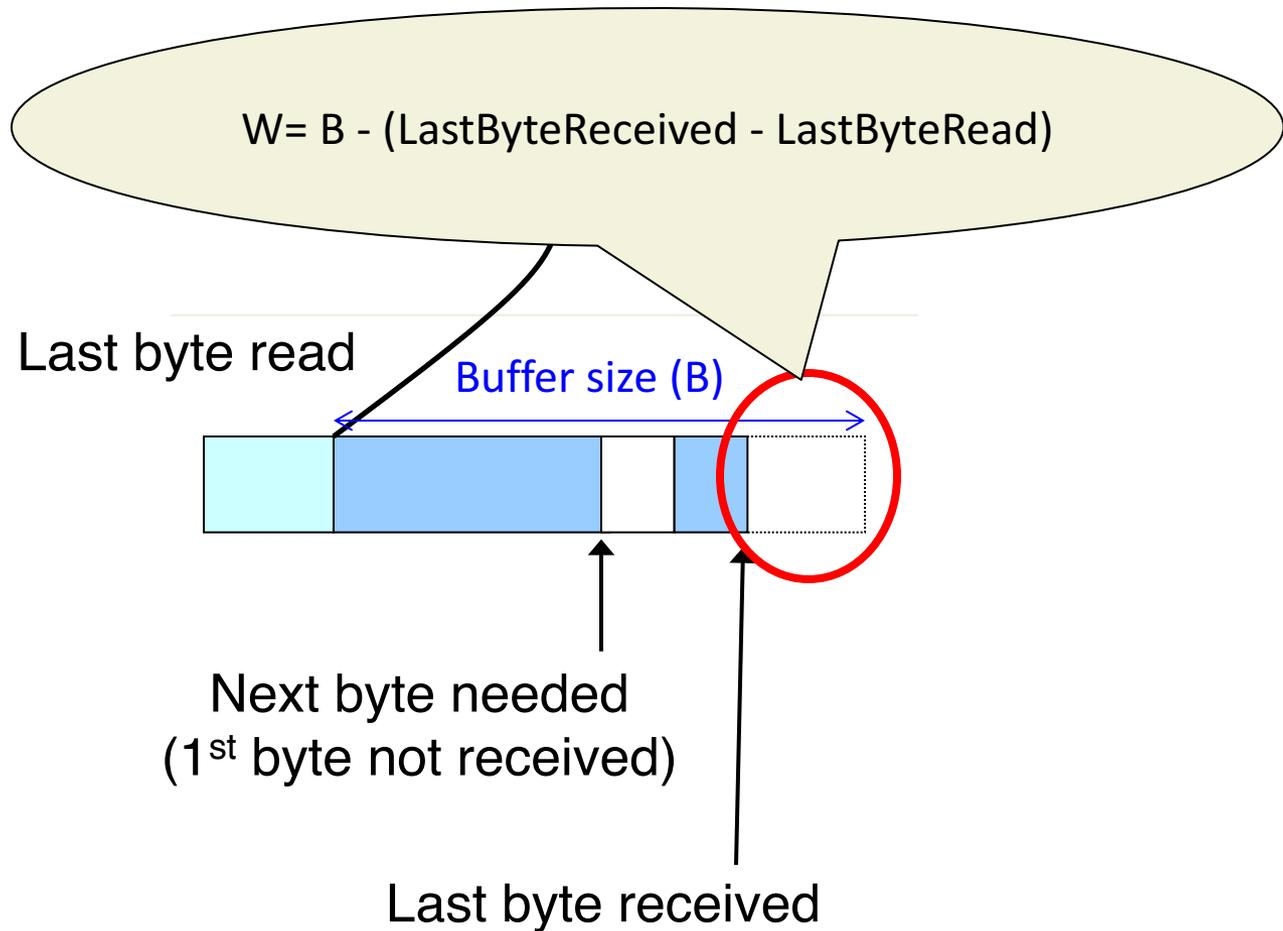 W= B - (LastByteReceived - LastByteRead)
Last byte read
Buffer size (B)
Next byte needed
(1st byte not received)
Last byte received